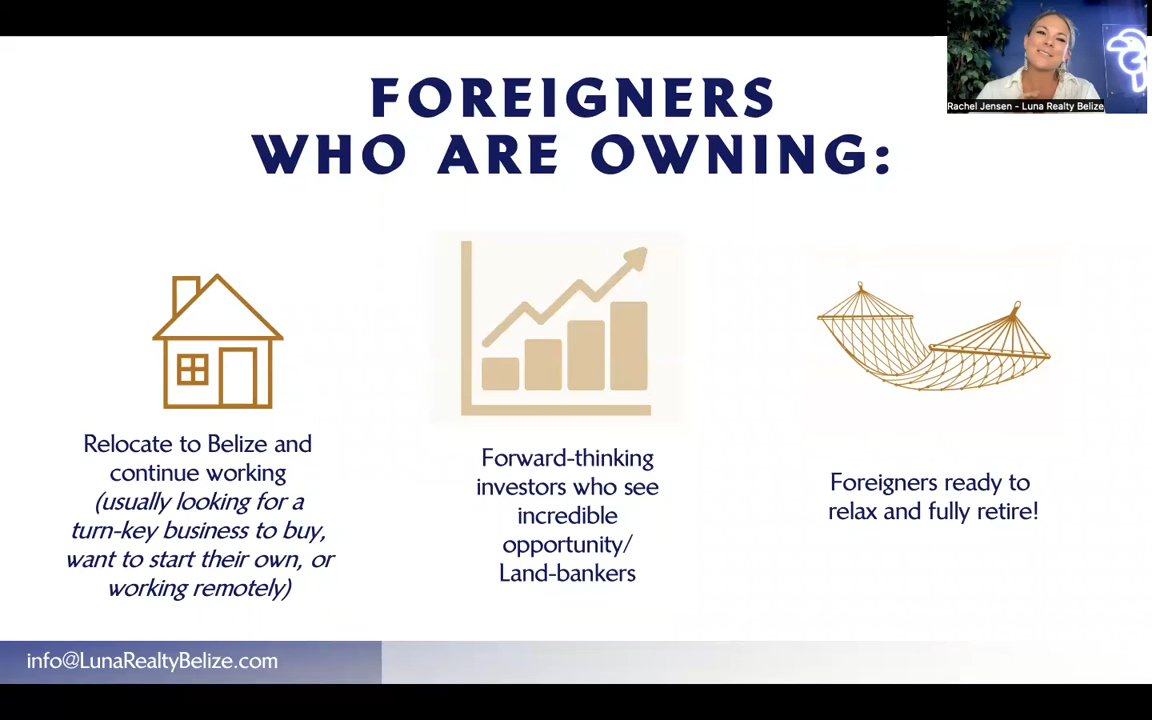 Rachel Jensen - Luna Realty Belize
FOREIGNERS
WHO ARE OWNING:
Relocate to Belize and
continue working
(usually looking for a
turn-key business to buy,
want to start their own, or
working remotely)
Forward-thinking
investors who see
incredible
opportunity/
Land-bankers
Foreigners ready to
relax and fully retire!
info@LunaRealtyBelize.com